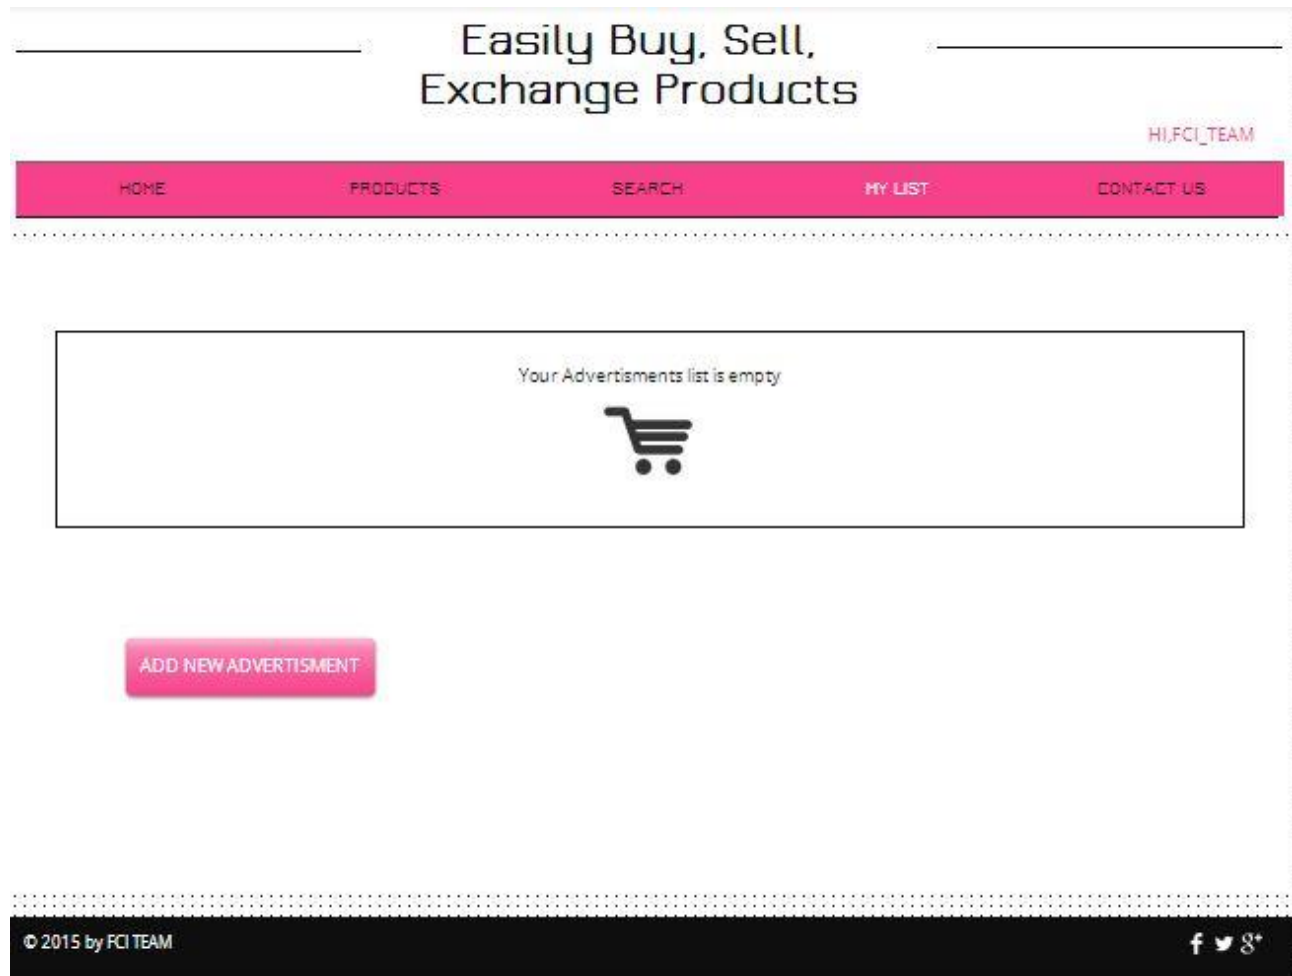 Easily Buy, Sell,
Exchange Products
HI,FCI_TEAM
HOME PRODUCTS SEARCH MY LIST CONTACT US
Your Advertisments list is empty
ADD NEW ADVERTISMENT
© 2015 by FCI TEAM